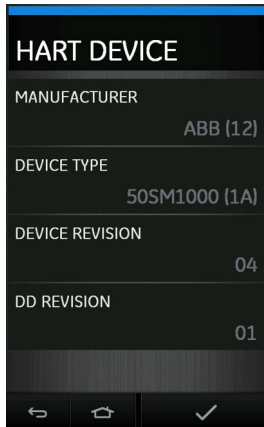 HART DEVICE
MANUFACTURER
ABB (12)
DEVICE TYPE
50SM1000 (1A)
DEVICE REVISION
04
DD REVISION
01